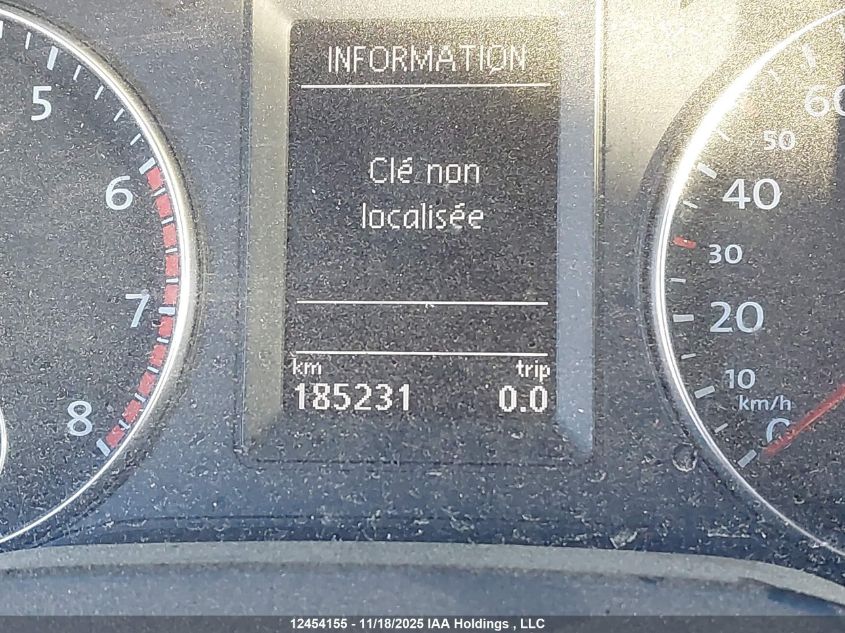 INFORMATION
Clé non
localisée
km trip
185231 0.0
5
6
7
8
60
50
40
30
20
10
km/h
0
12454155 - 11/18/2025 IAA Holdings , LLC